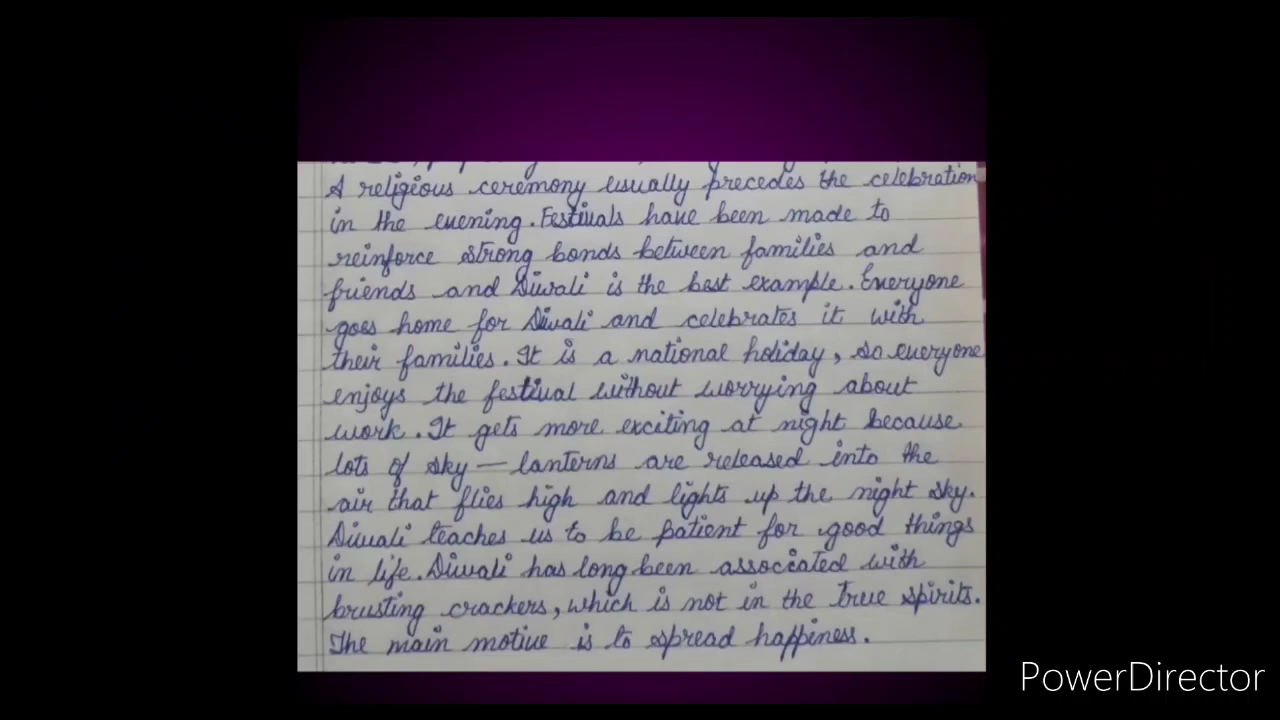 A religious ceremony usually precedes the celebration
in the evening. Festivals have been made to
reinforce strong bonds between families and
friends and Diwali is the best example. Everyone
goes home for Diwali and celebrates it with
their families. It is a national holiday, so everyone
enjoys the festival without worrying about
work. It gets more exciting at night because
lots of sky — lanterns are released into the
air that flies high and lights up the night sky.
Diwali teaches us to be patient for good things
in life. Diwali has long been associated with
brusting crackers, which is not in the true spirits.
The main motive is to spread happiness.
PowerDirector